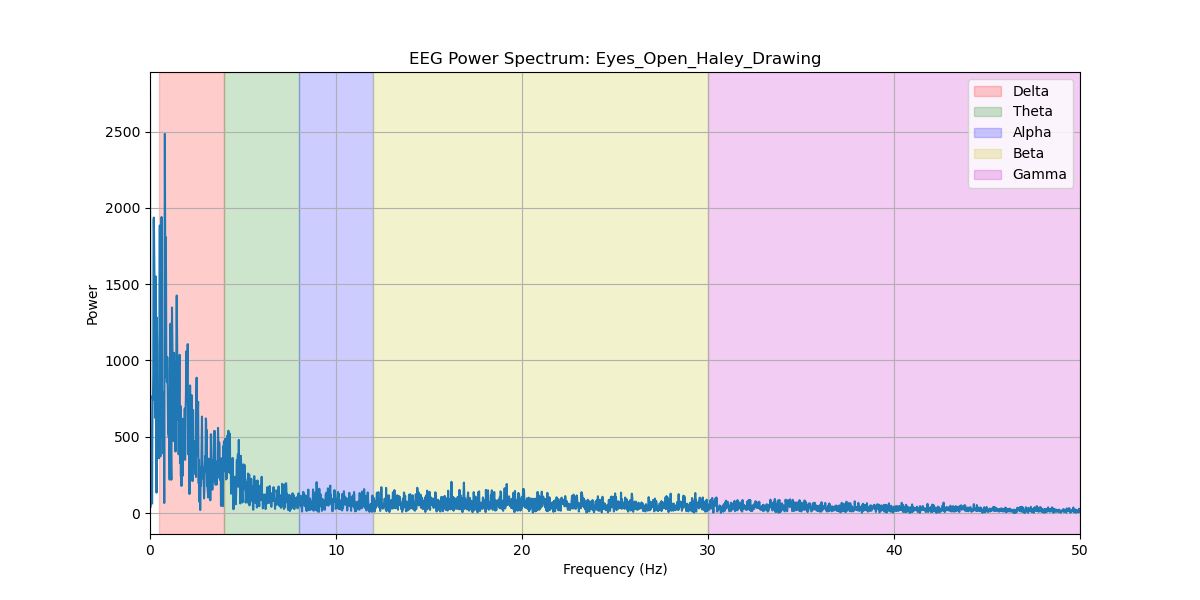 EEG Power Spectrum: Eyes_Open_Haley_Drawing
Delta
Theta
Alpha
Beta
Gamma
2500
2000
1500
1000
500
0
Power
0 10 20 30 40 50
Frequency (Hz)